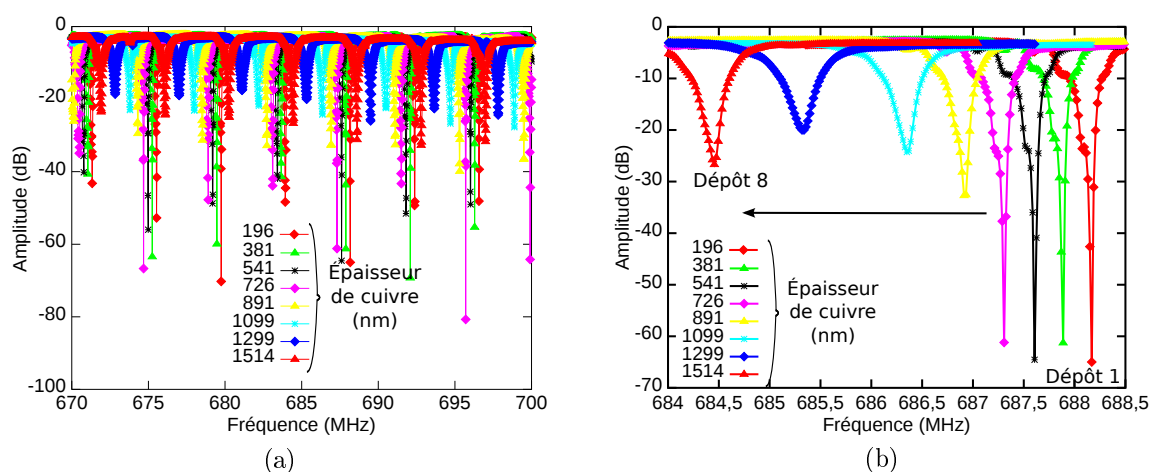 0
-20
-40
-60
-80
-100
670 675 680 685 690 695 700
Amplitude (dB)
Fréquence (MHz)
196
381
541
726
891
1099
1299
1514
Épaisseur
de cuivre
(nm)
(a)
0
-10
-20
-30
-40
-50
-60
-70
684 684,5 685 685,5 686 686,5 687 687,5 688 688,5
Amplitude (dB)
Fréquence (MHz)
Dépôt 8
Dépôt 1
196
381
541
726
891
1099
1299
1514
Épaisseur
de cuivre
(nm)
(b)